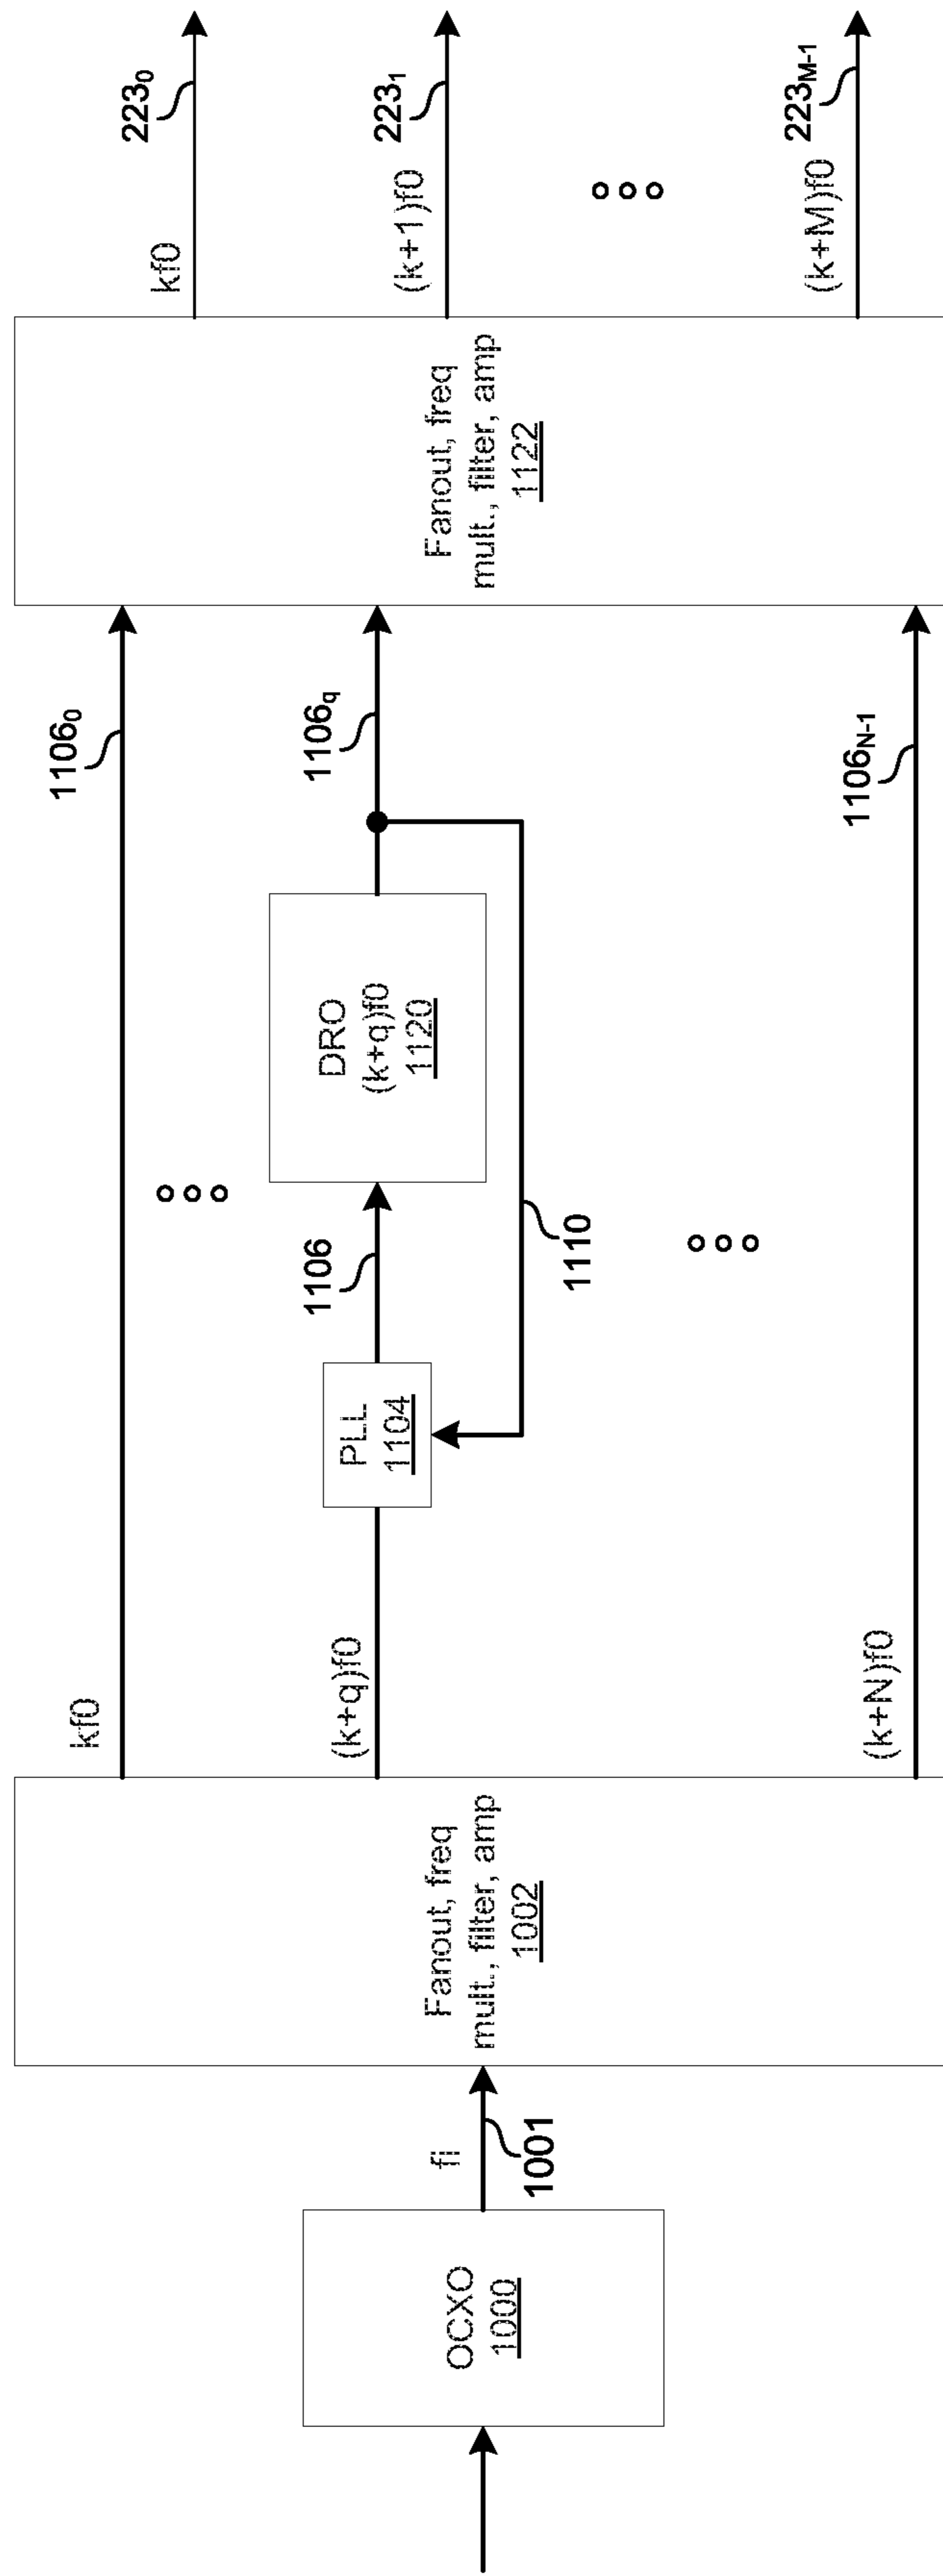 OCXO
1000
fi
1001
Fanout, freq
mult., filter, amp
1002
kf0
(k+q)f0
(k+N)f0
PLL
1104
1106
1110
DRO
(k+q)f0
1120
1106₀
1106q
1106N-1
Fanout, freq
mult., filter, amp
1122
kf0
223₀
(k+1)f0
223₁
(k+M)f0
223M-1